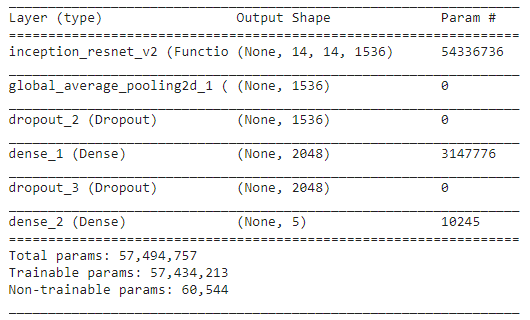 Layer (type) Output Shape Param #
inception_resnet_v2 (Functio (None, 14, 14, 1536) 54336736
global_average_pooling2d_1 ( (None, 1536) 0
dropout_2 (Dropout) (None, 1536) 0
dense_1 (Dense) (None, 2048) 3147776
dropout_3 (Dropout) (None, 2048) 0
dense_2 (Dense) (None, 5) 10245
Total params: 57,494,757
Trainable params: 57,434,213
Non-trainable params: 60,544